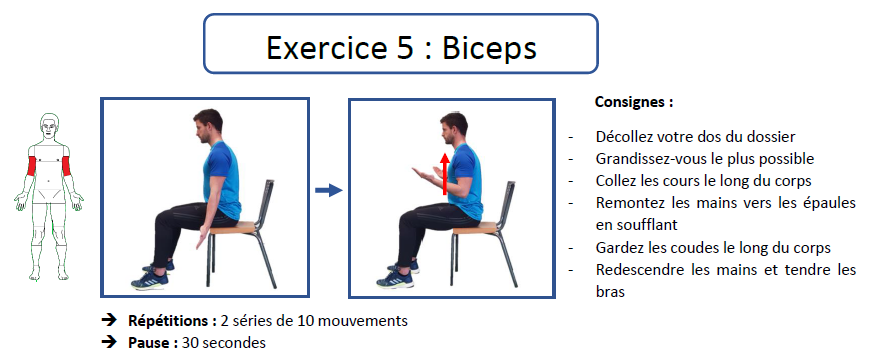 Exercice 5 : Biceps
Consignes :
- Décollez votre dos du dossier
- Grandissez-vous le plus possible
- Collez les cours le long du corps
- Remontez les mains vers les épaules
en soufflant
- Gardez les coudes le long du corps
- Redescendre les mains et tendre les
bras
➔ Répétitions : 2 séries de 10 mouvements
➔ Pause : 30 secondes